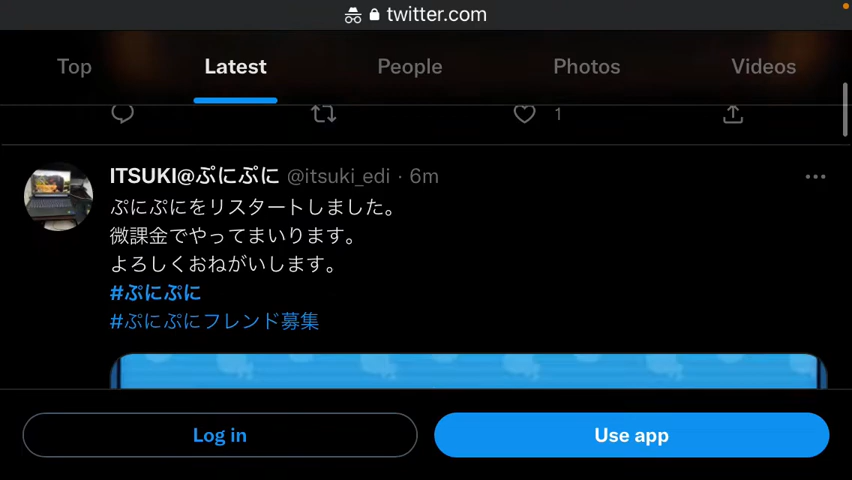 twitter.com
Top Latest People Photos Videos
1
ITSUKI@ぷにぷに @itsuki_edi · 6m
ぷにぷにをリスタートしました。
微課金でやってまいります。
よろしくおねがいします。
#ぷにぷに
#ぷにぷにフレンド募集
Log in Use app